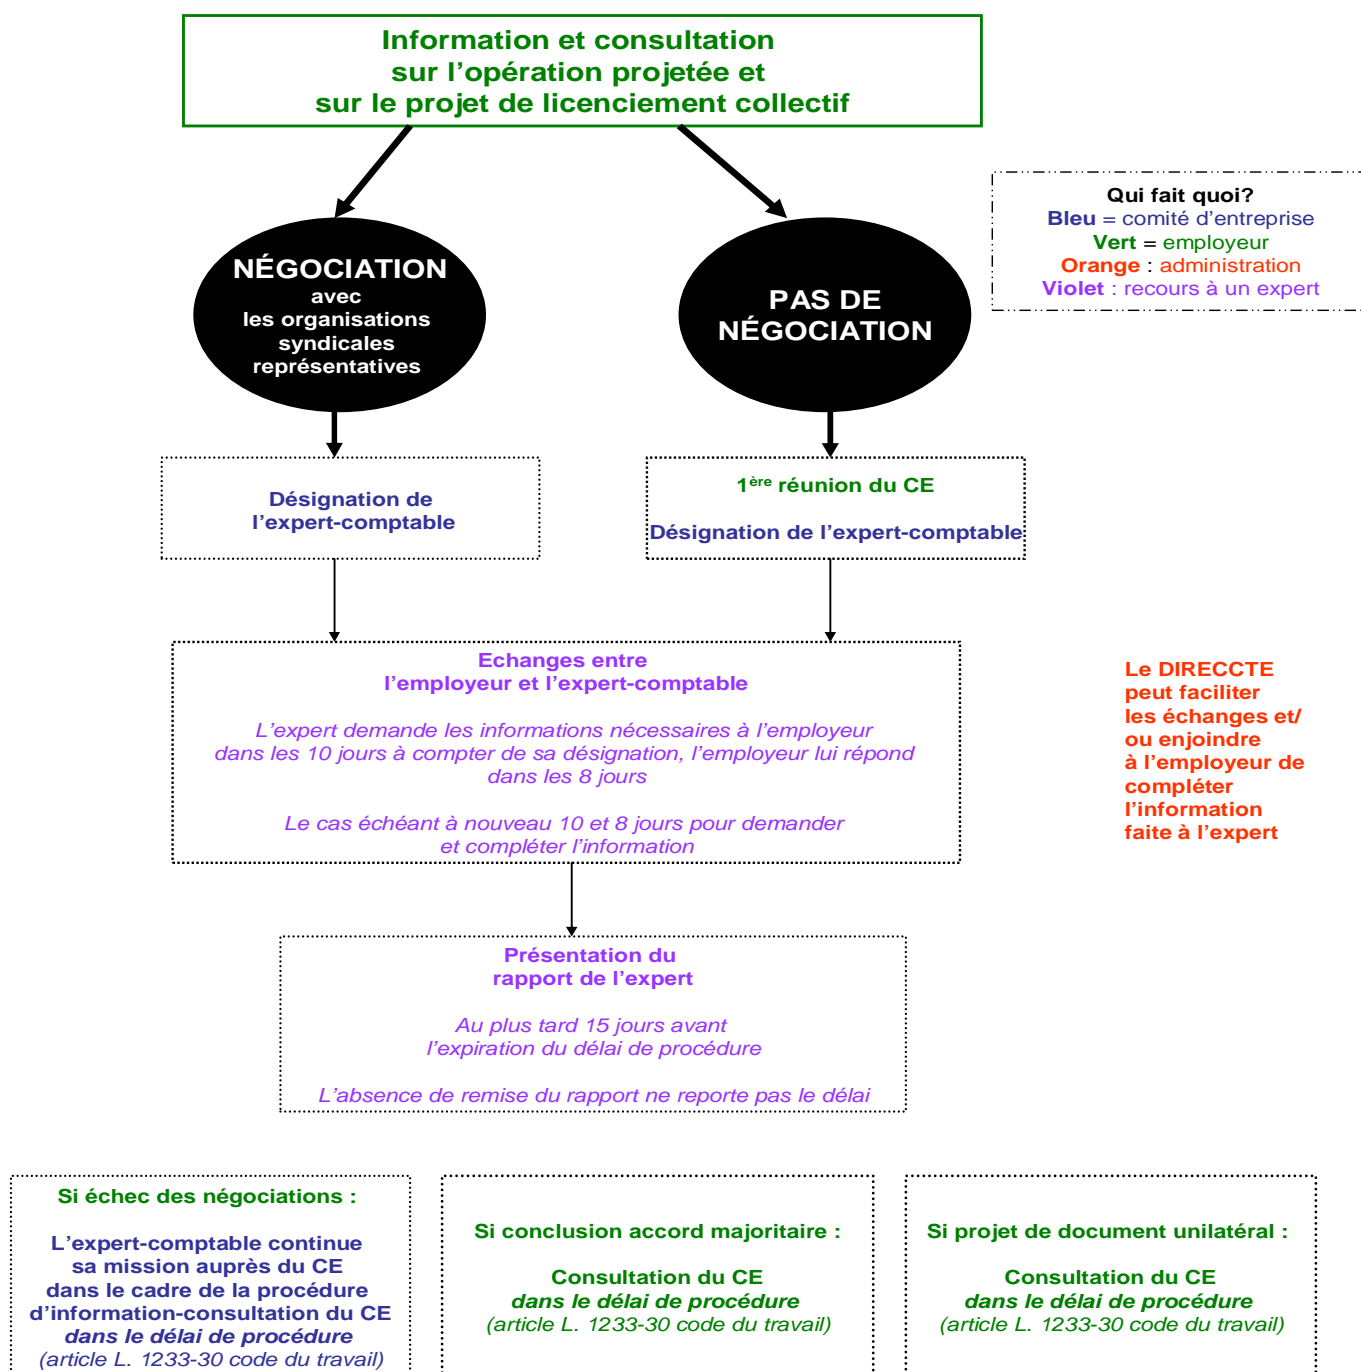 Information et consultation
sur l’opération projetée et
sur le projet de licenciement collectif
Qui fait quoi?
Bleu = comité d’entreprise
Vert = employeur
Orange : administration
Violet : recours à un expert
NÉGOCIATION
avec
les organisations
syndicales
représentatives
PAS DE
NÉGOCIATION
Désignation de
l’expert-comptable
1ère réunion du CE
Désignation de l’expert-comptable
Echanges entre
l’employeur et l’expert-comptable
L’expert demande les informations nécessaires à l’employeur
dans les 10 jours à compter de sa désignation, l’employeur lui répond
dans les 8 jours
Le cas échéant à nouveau 10 et 8 jours pour demander
et compléter l’information
Le DIRECCTE
peut faciliter
les échanges et/
ou enjoindre
à l’employeur de
compléter
l’information
faite à l’expert
Présentation du
rapport de l’expert
Au plus tard 15 jours avant
l’expiration du délai de procédure
L’absence de remise du rapport ne reporte pas le délai
Si échec des négociations :
L’expert-comptable continue
sa mission auprès du CE
dans le cadre de la procédure
d’information-consultation du CE
dans le délai de procédure
(article L. 1233-30 code du travail)
Si conclusion accord majoritaire :
Consultation du CE
dans le délai de procédure
(article L. 1233-30 code du travail)
Si projet de document unilatéral :
Consultation du CE
dans le délai de procédure
(article L. 1233-30 code du travail)